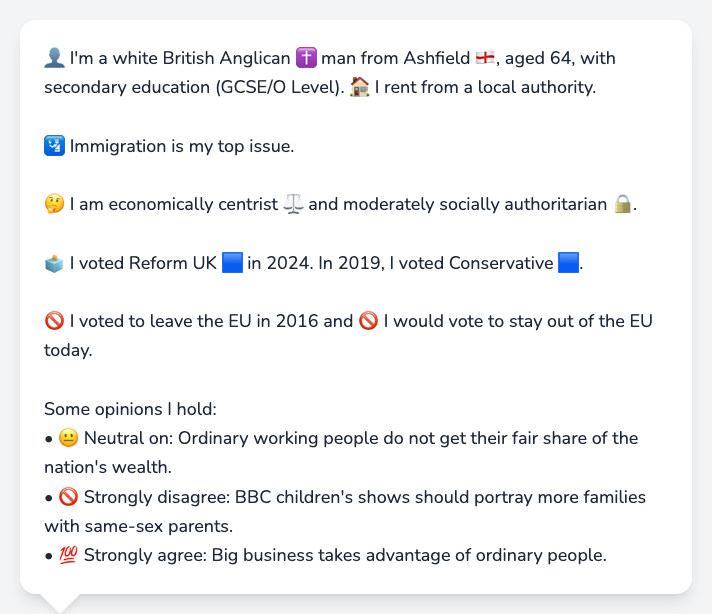 👤 I'm a white British Anglican ✝️ man from Ashfield 🏴󠁧󠁢󠁥󠁮󠁧󠁿, aged 64, with
secondary education (GCSE/O Level). 🏠 I rent from a local authority.
🛂 Immigration is my top issue.
🤔 I am economically centrist ⚖️ and moderately socially authoritarian 🔒.
🗳️ I voted Reform UK 🟦 in 2024. In 2019, I voted Conservative 🟦.
🚫 I voted to leave the EU in 2016 and 🚫 I would vote to stay out of the EU
today.
Some opinions I hold:
• 😐 Neutral on: Ordinary working people do not get their fair share of the
nation's wealth.
• 🚫 Strongly disagree: BBC children's shows should portray more families
with same-sex parents.
• 💯 Strongly agree: Big business takes advantage of ordinary people.